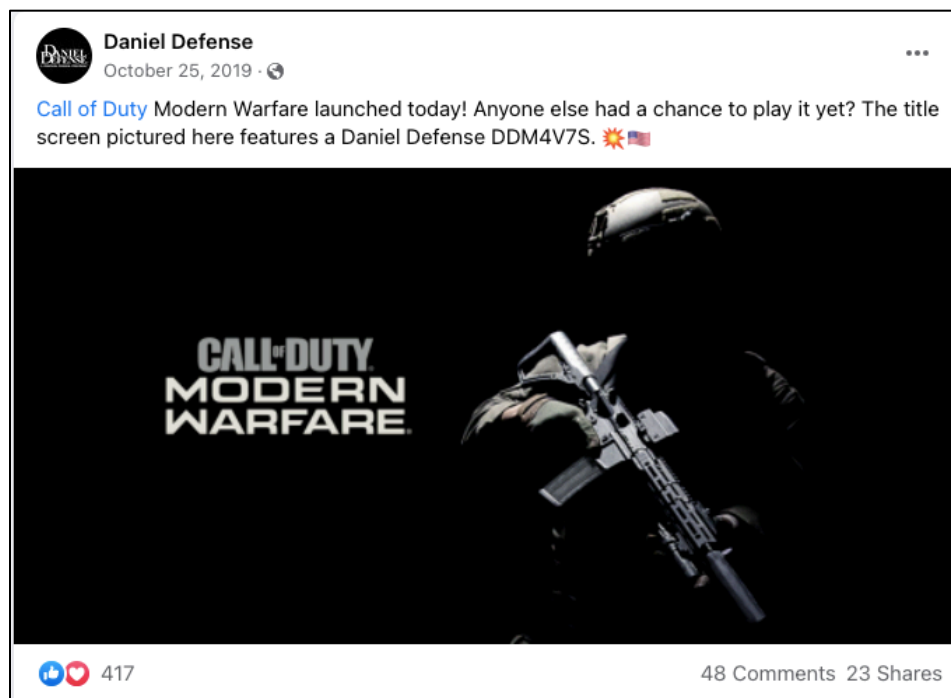 DANIEL DEFENSE
Daniel Defense
October 25, 2019 ·
Call of Duty Modern Warfare launched today! Anyone else had a chance to play it yet? The title
screen pictured here features a Daniel Defense DDM4V7S. 💥🇺🇸
CALL OF DUTY®
MODERN
WARFARE®
417
48 Comments 23 Shares